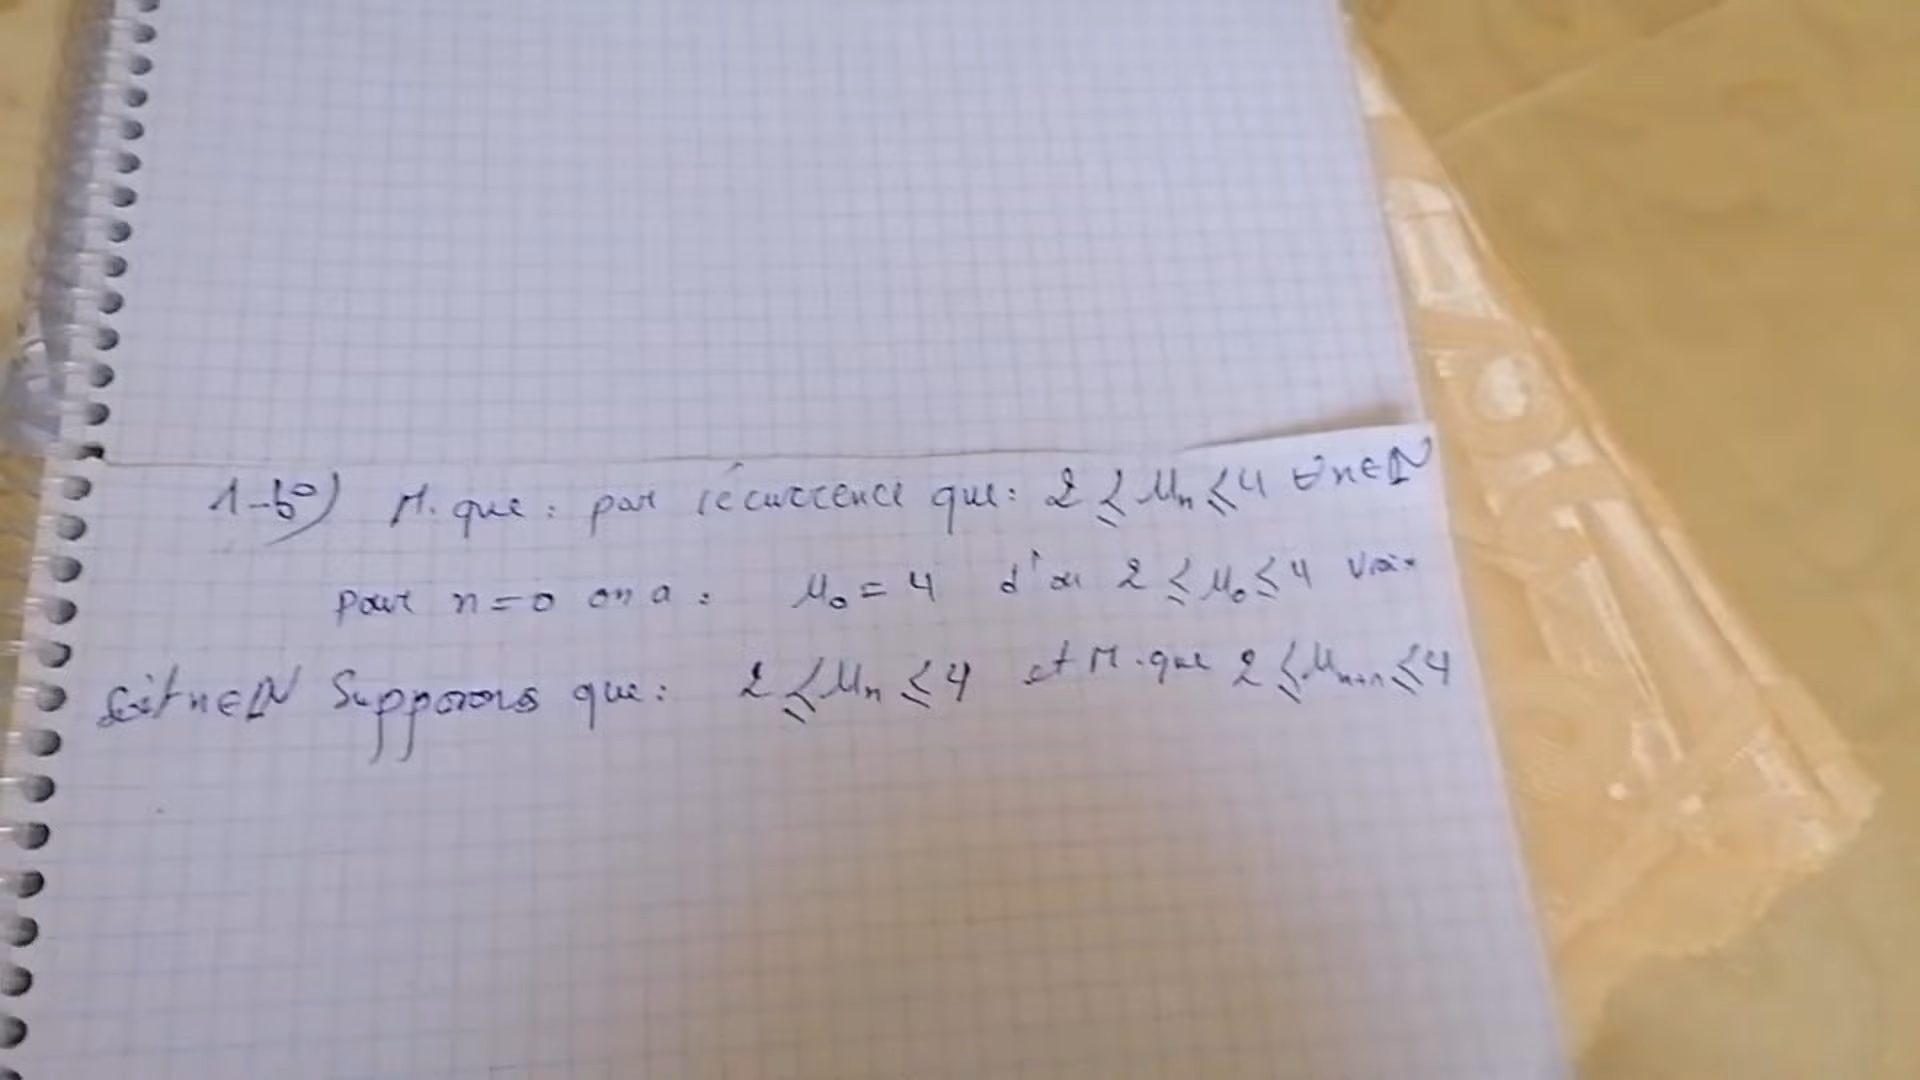 1-b°) M. que : par récurrence que : 2 ⩽ Un ⩽ 4 ∀n∈ℕ
pour n=0 on a : U₀ = 4 d'où 2 ⩽ U₀ ⩽ 4 vrai.
Soit n∈ℕ Supposons que : 2 ⩽ Un ⩽ 4 et M. que 2 ⩽ Un+1 ⩽ 4